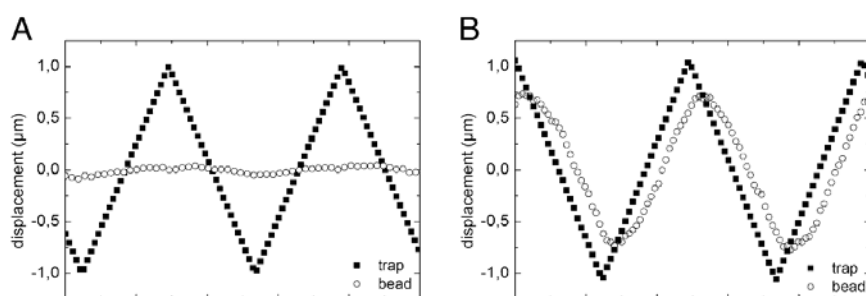 A
displacement (µm)
1,0
0,5
0,0
-0,5
-1,0
trap
bead
B
displacement (µm)
1,0
0,5
0,0
-0,5
-1,0
trap
bead